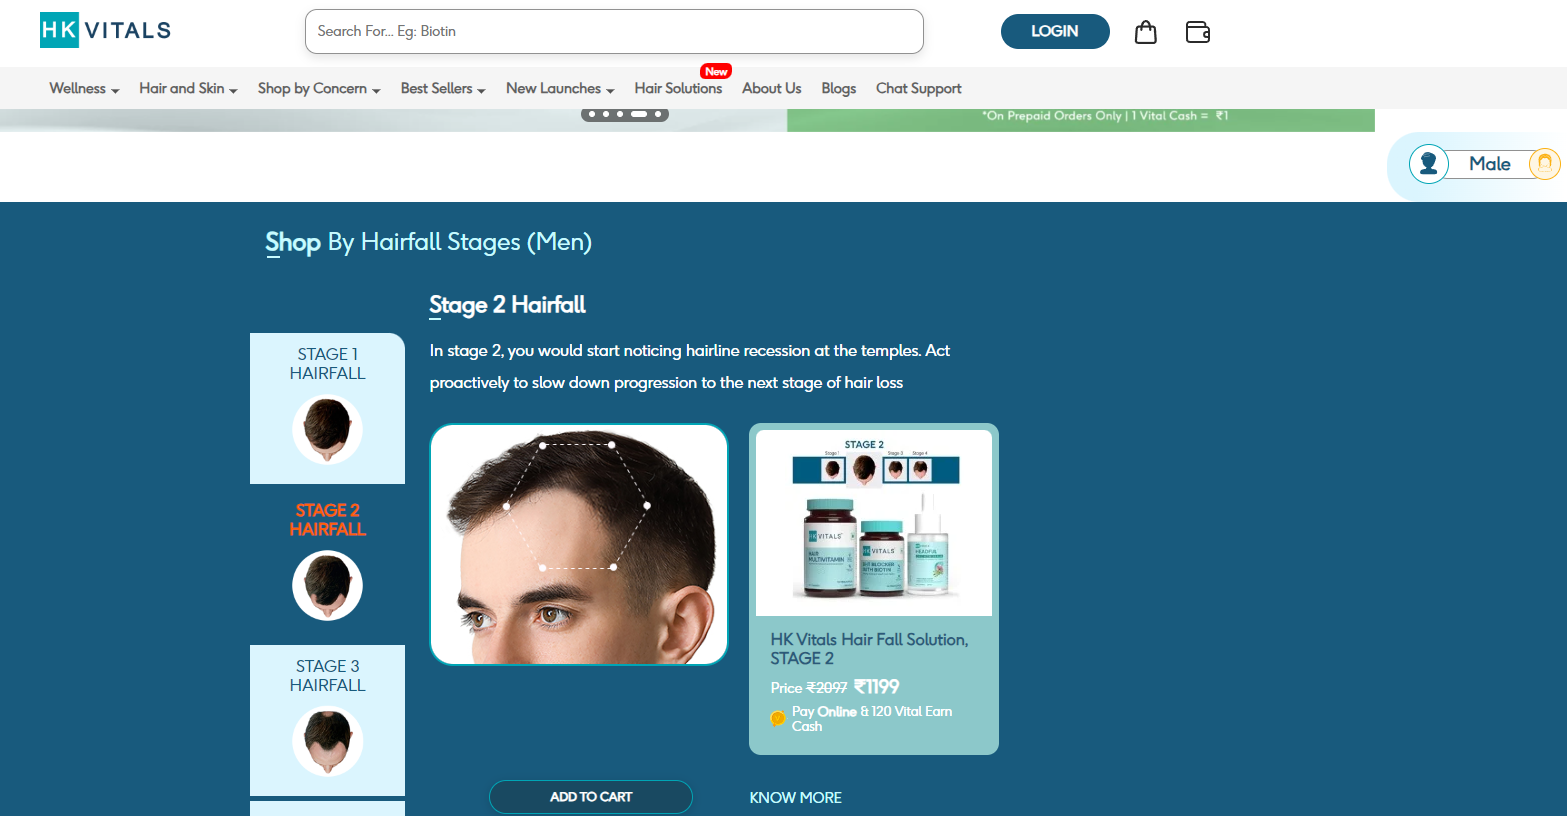 HK VITALS
Search For... Eg: Biotin
LOGIN
New
Wellness Hair and Skin Shop by Concern Best Sellers New Launches Hair Solutions About Us Blogs Chat Support
*On Prepaid Orders Only | 1 Vital Cash = ₹1
Male
Shop By Hairfall Stages (Men)
Stage 2 Hairfall
In stage 2, you would start noticing hairline recession at the temples. Act
proactively to slow down progression to the next stage of hair loss
STAGE 1
HAIRFALL
STAGE 2
HAIRFALL
STAGE 3
HAIRFALL
STAGE 2
Stage 1 Stage 3 Stage 4
HK VITALS
HAIR
MULTIVITAMIN
HK VITALS
DHT BLOCKER
WITH BIOTIN
HK Vitals Hair Fall Solution,
STAGE 2
Price ₹2097 ₹1199
Pay Online & 120 Vital Earn
Cash
ADD TO CART
KNOW MORE